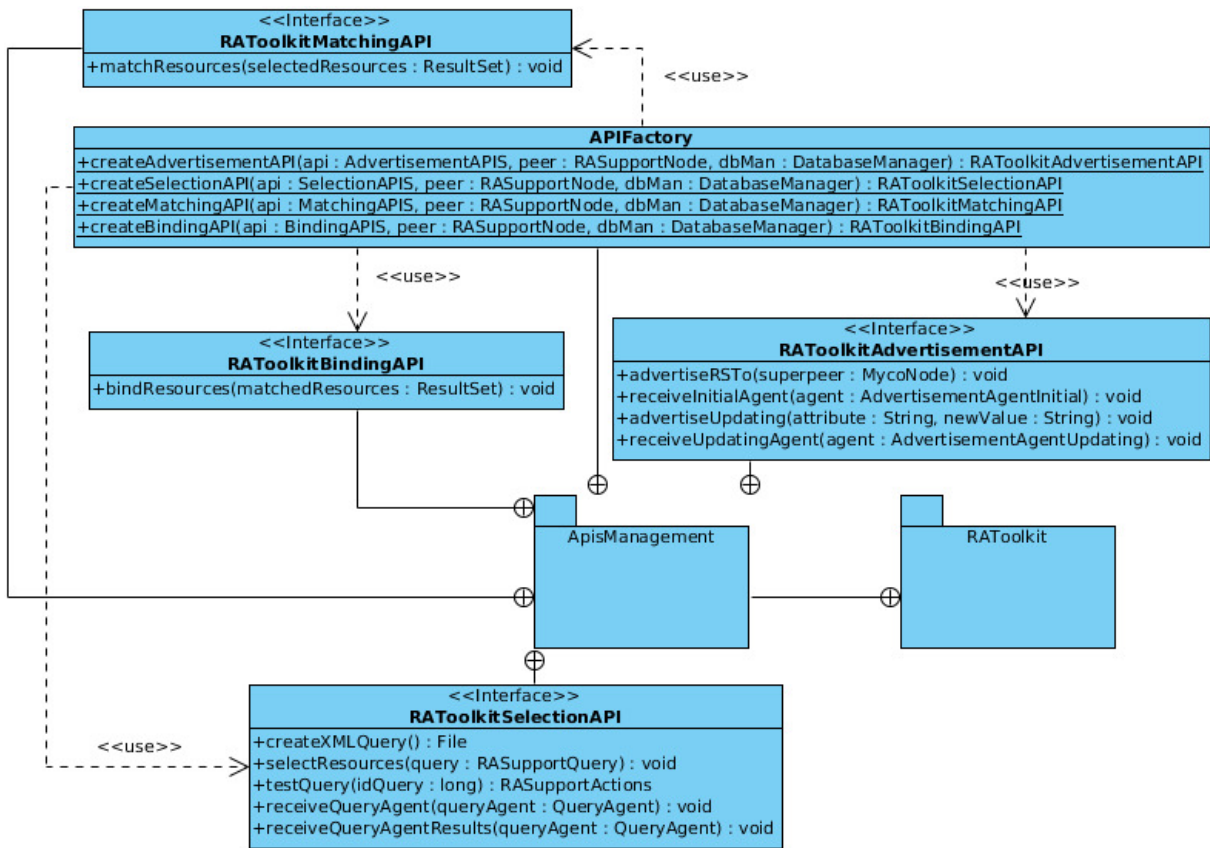 <<Interface>>
RAToolkitMatchingAPI
+matchResources(selectedResources : ResultSet) : void
<<use>>
APIFactory
+createAdvertisementAPI(api : AdvertisementAPIS, peer : RASupportNode, dbMan : DatabaseManager) : RAToolkitAdvertisementAPI
+createSelectionAPI(api : SelectionAPIS, peer : RASupportNode, dbMan : DatabaseManager) : RAToolkitSelectionAPI
+createMatchingAPI(api : MatchingAPIS, peer : RASupportNode, dbMan : DatabaseManager) : RAToolkitMatchingAPI
+createBindingAPI(api : BindingAPIS, peer : RASupportNode, dbMan : DatabaseManager) : RAToolkitBindingAPI
<<use>>
<<use>>
<<Interface>>
RAToolkitBindingAPI
+bindResources(matchedResources : ResultSet) : void
<<Interface>>
RAToolkitAdvertisementAPI
+advertiseRSTo(superpeer : MycoNode) : void
+receiveInitialAgent(agent : AdvertisementAgentInitial) : void
+advertiseUpdating(attribute : String, newValue : String) : void
+receiveUpdatingAgent(agent : AdvertisementAgentUpdating) : void
ApisManagement
RAToolkit
<<use>>
<<Interface>>
RAToolkitSelectionAPI
+createXMLQuery() : File
+selectResources(query : RASupportQuery) : void
+testQuery(idQuery : long) : RASupportActions
+receiveQueryAgent(queryAgent : QueryAgent) : void
+receiveQueryAgentResults(queryAgent : QueryAgent) : void